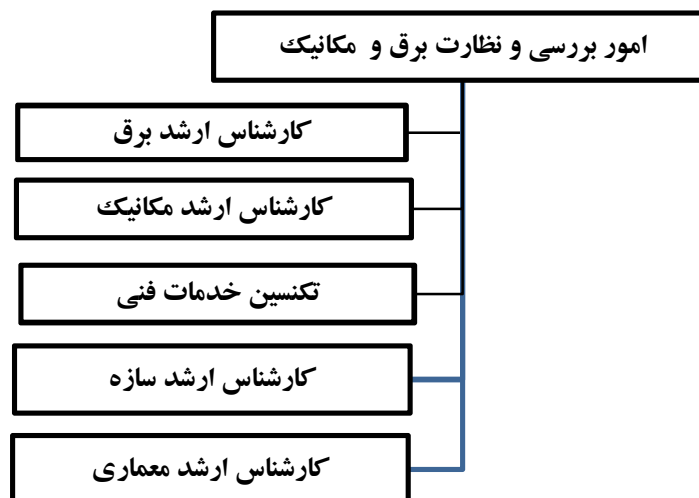 امور بررسی و نظارت برق و مکانیک
کارشناس ارشد برق
کارشناس ارشد مکانیک
تکنسین خدمات فنی
کارشناس ارشد سازه
کارشناس ارشد معماری